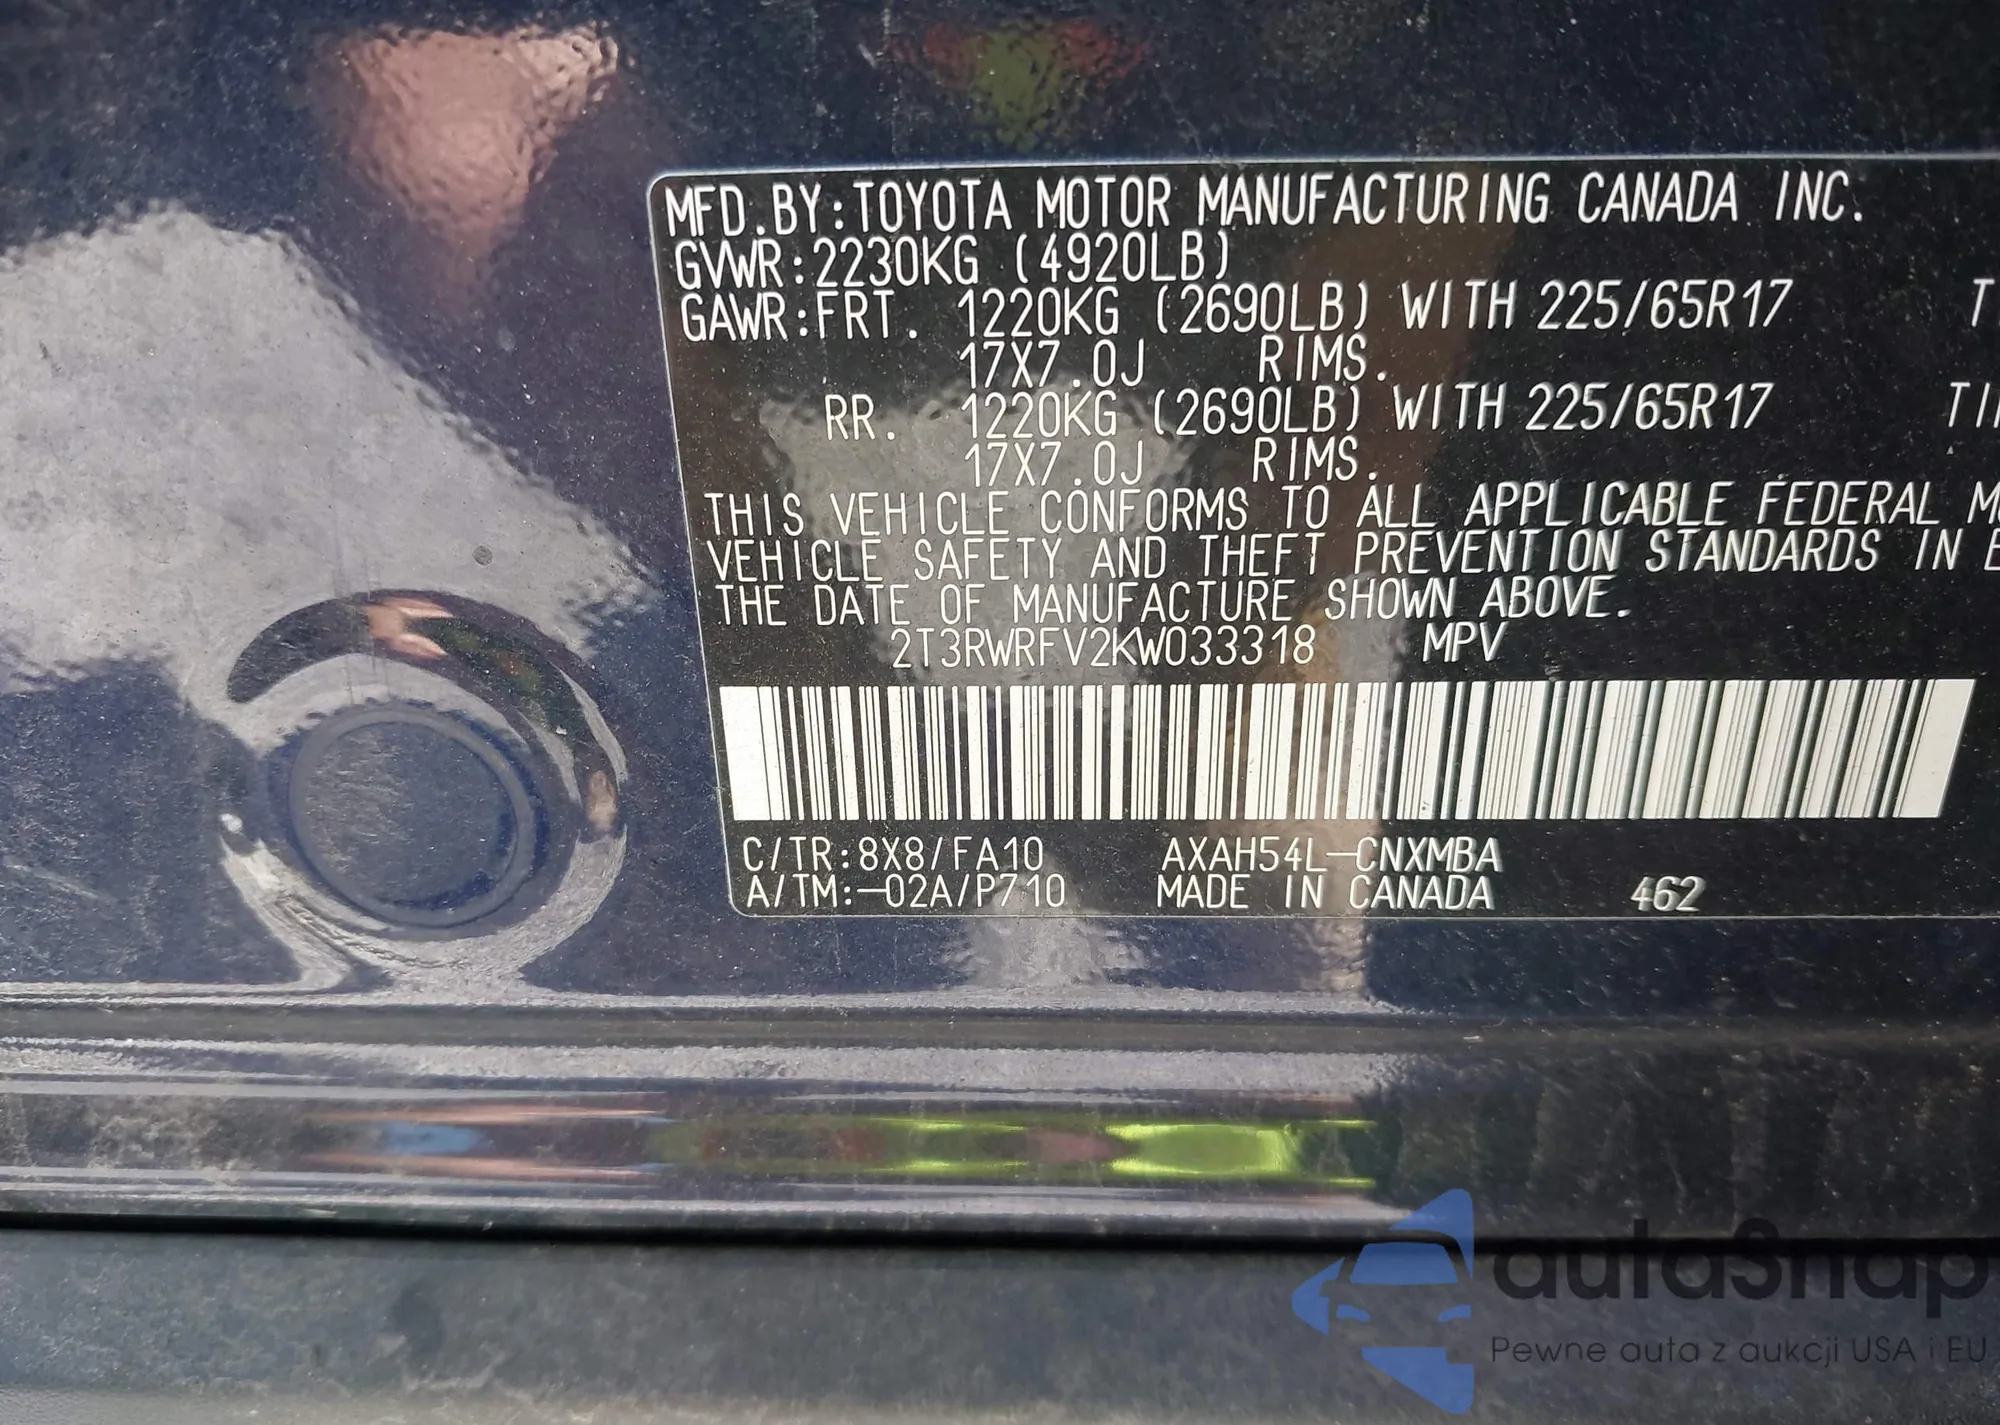 MFD.BY:TOYOTA MOTOR MANUFACTURING CANADA INC.
GVWR:2230KG (4920LB)
GAWR:FRT. 1220KG (2690LB) WITH 225/65R17
17X7.0J RIMS.
RR. 1220KG (2690LB) WITH 225/65R17
17X7.0J RIMS.
THIS VEHICLE CONFORMS TO ALL APPLICABLE FEDERAL
VEHICLE SAFETY AND THEFT PREVENTION STANDARDS IN
THE DATE OF MANUFACTURE SHOWN ABOVE.
2T3RWRFV2KW033318 MPV
C/TR:8X8/FA10 AXAH54L-CNXMBA
A/TM:-02A/P710 MADE IN CANADA 462
autaSnap
Pewne auta z aukcji USA i EU